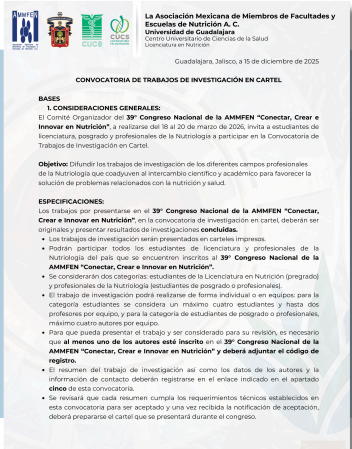 AMMFEN
CUCS
CUCS
La Asociación Mexicana de Miembros de Facultades y
Escuelas de Nutrición A. C.
Universidad de Guadalajara
Centro Universitario de Ciencias de la Salud
Licenciatura en Nutrición
Guadalajara, Jalisco, a 15 de diciembre de 2025
CONVOCATORIA DE TRABAJOS DE INVESTIGACIÓN EN CARTEL
BASES
1. CONSIDERACIONES GENERALES:
El Comité Organizador del 39° Congreso Nacional de la AMMFEN “Conectar, Crear e
Innovar en Nutrición”, a realizarse del 18 al 20 de marzo de 2026, invita a estudiantes de
licenciatura, posgrado y profesionales de la Nutriología a participar en la Convocatoria de
Trabajos de Investigación en Cartel.
Objetivo: Difundir los trabajos de investigación de los diferentes campos profesionales
de la Nutriología que coadyuven al intercambio científico y académico para favorecer la
solución de problemas relacionados con la nutrición y salud.
ESPECIFICACIONES:
Los trabajos por presentarse en el 39° Congreso Nacional de la AMMFEN “Conectar,
Crear e Innovar en Nutrición”, en la convocatoria de investigación en cartel, deberán ser
originales y presentar resultados de investigaciones concluidas.
• Los trabajos de investigación serán presentados en carteles impresos.
• Podrán participar todos los estudiantes de licenciatura y profesionales de la
Nutriología del país que se encuentren inscritos al 39° Congreso Nacional de la
AMMFEN “Conectar, Crear e Innovar en Nutrición”.
• Se considerarán dos categorías: estudiantes de la Licenciatura en Nutrición (pregrado)
y profesionales de la Nutriología (estudiantes de posgrado o profesionales).
• El trabajo de investigación podrá realizarse de forma individual o en equipos: para la
categoría estudiantes se considera un máximo cuatro estudiantes y hasta dos
profesores por equipo, y para la categoría de estudiantes de posgrado o profesionales,
máximo cuatro autores por equipo.
• Para que pueda presentar el trabajo y ser considerado para su revisión, es necesario
que al menos uno de los autores esté inscrito en el 39° Congreso Nacional de la
AMMFEN “Conectar, Crear e Innovar en Nutrición” y deberá adjuntar el código de
registro.
• El resumen del trabajo de investigación así como los datos de los autores y la
información de contacto deberán registrarse en el enlace indicado en el apartado
cinco de esta convocatoria.
• Se revisará que cada resumen cumpla los requerimientos técnicos establecidos en
esta convocatoria para ser aceptado y una vez recibida la notificación de aceptación,
deberá prepararse el cartel que se presentará durante el congreso.